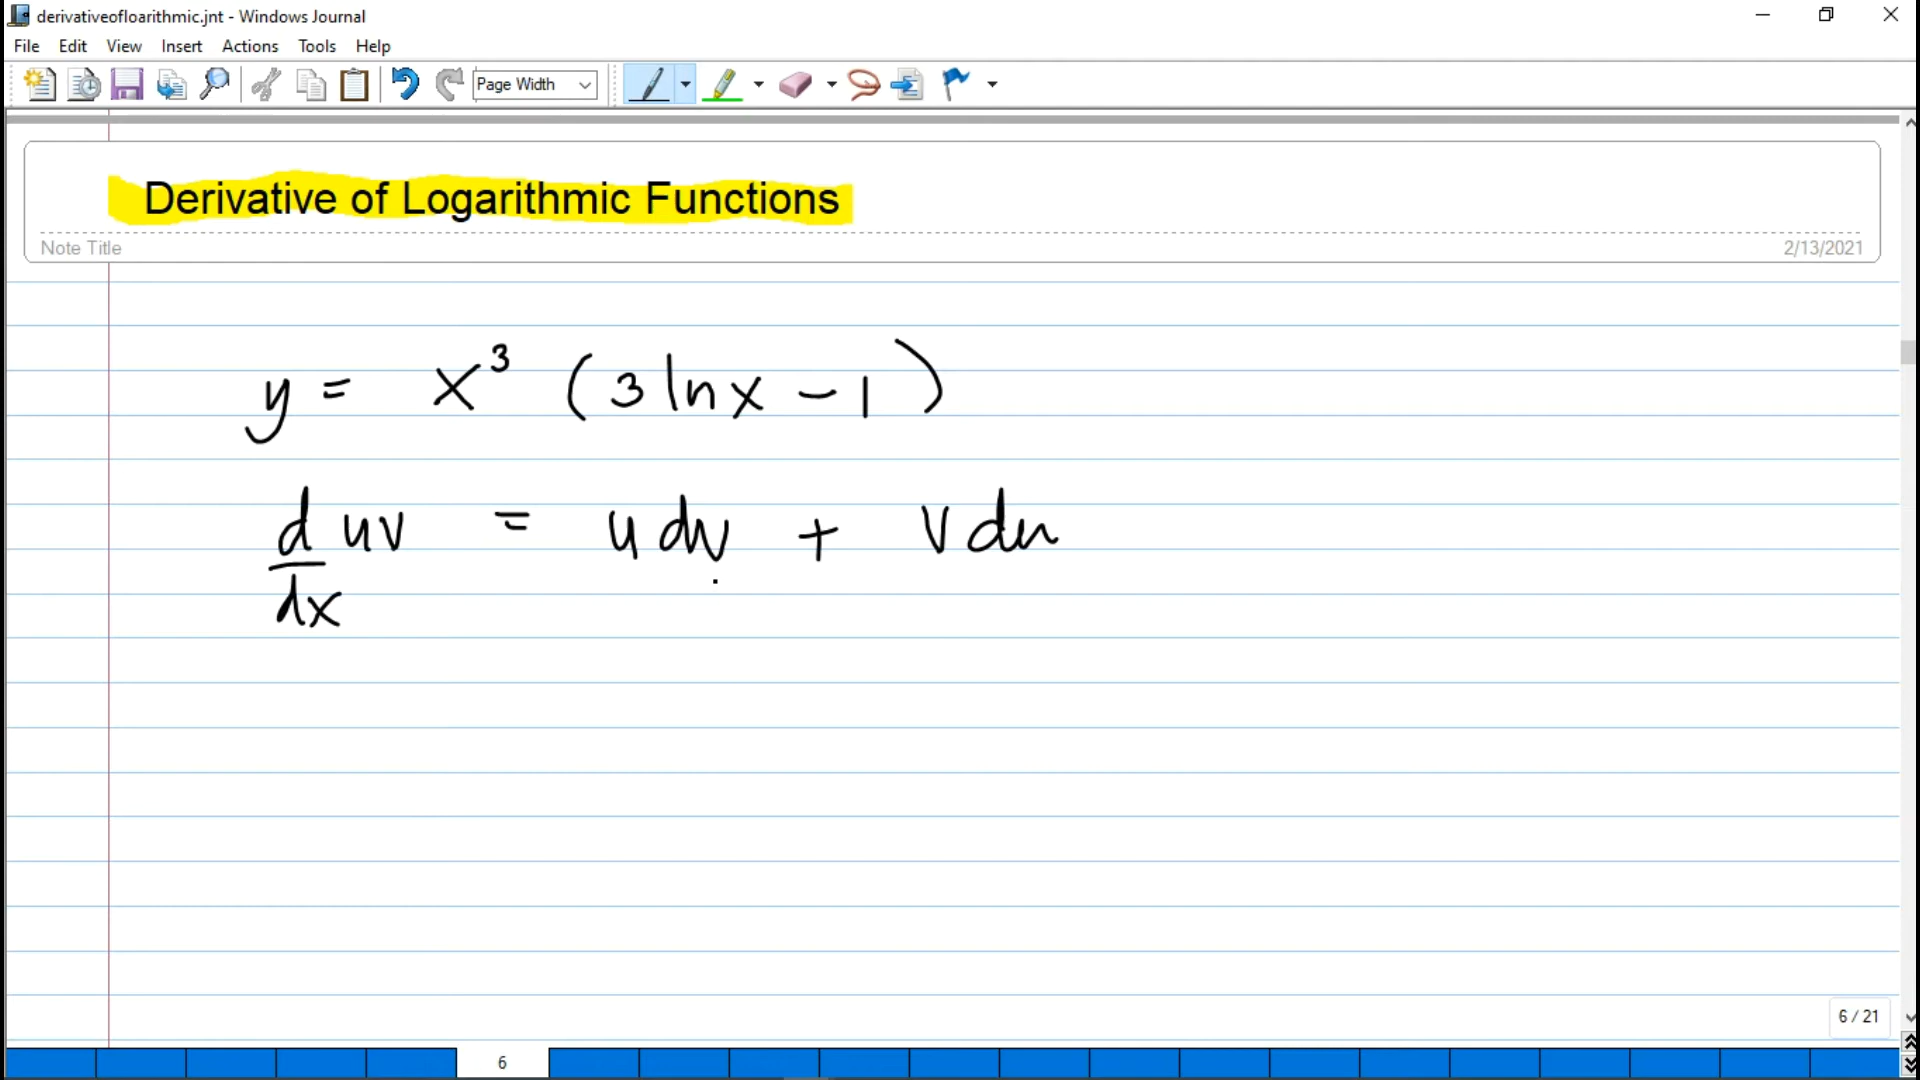 derivativeofloarithmic.jnt - Windows Journal
File Edit View Insert Actions Tools Help
Page Width
Derivative of Logarithmic Functions
Note Title 2/13/2021
y = x³ (3 ln x - 1)
d uv = u dv + v du
dx
6 / 21
6